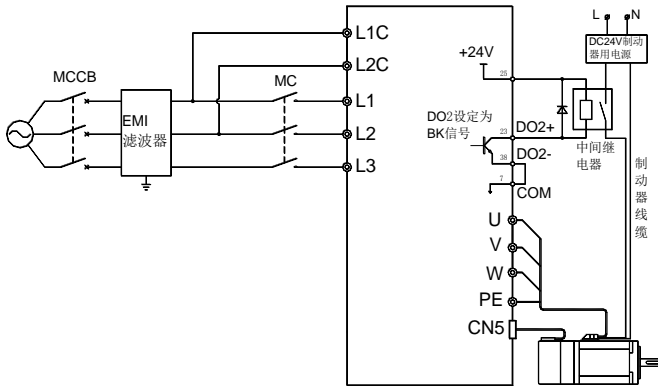 L
N
DC24V制动
器用电源
L1C
L2C
+24V
25
MCCB
MC
L1
EMI
滤波器
DO2设定为
BK信号
23
DO2+
L2
38
DO2-
中间继
电器
L3
7
COM
制动器线缆
U
V
W
PE
CN5